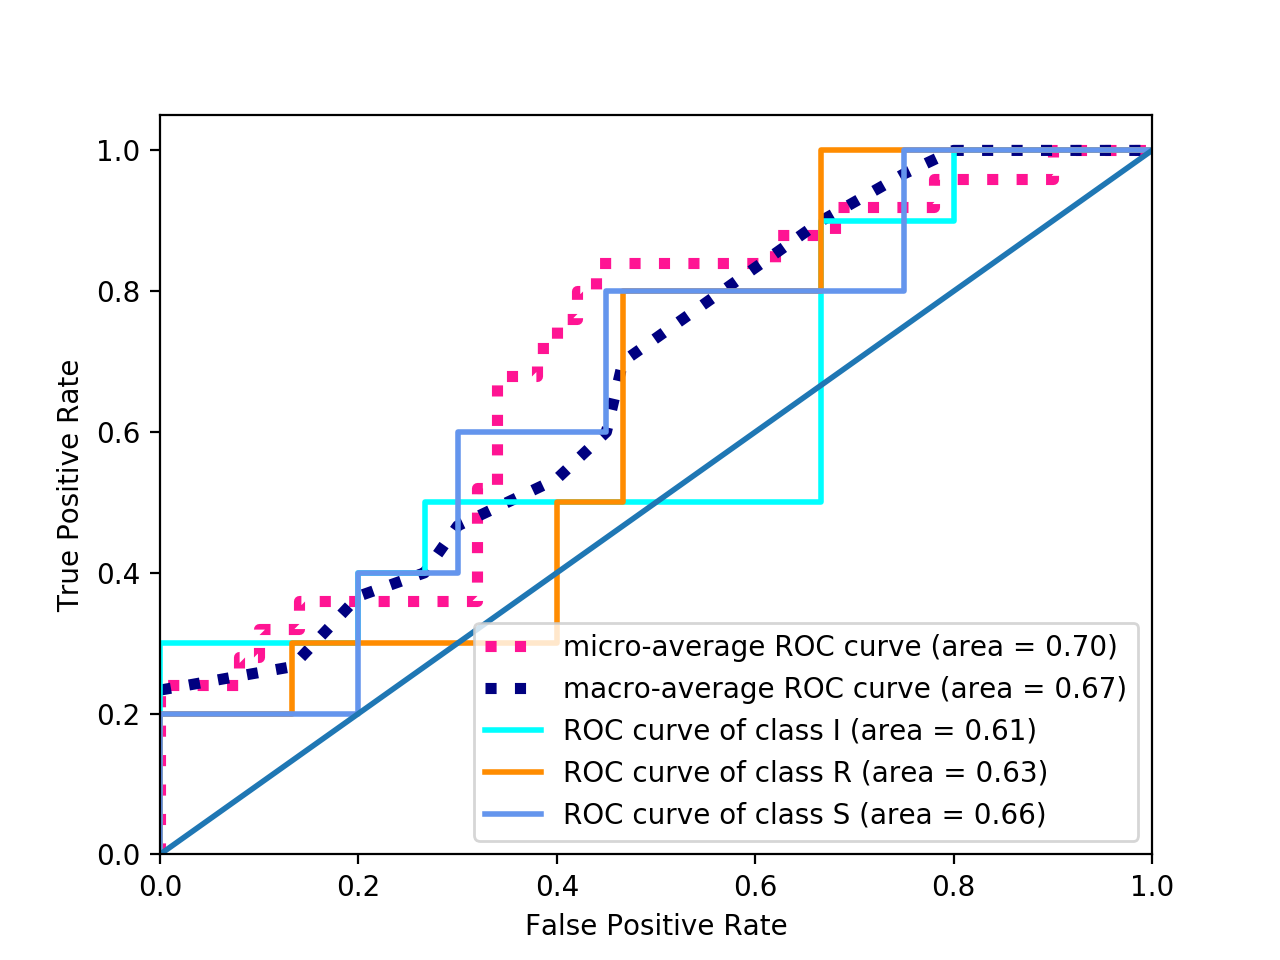 1.0
0.8
0.6
0.4
0.2
0.0
True Positive Rate
micro-average ROC curve (area = 0.70)
macro-average ROC curve (area = 0.67)
ROC curve of class I (area = 0.61)
ROC curve of class R (area = 0.63)
ROC curve of class S (area = 0.66)
0.0 0.2 0.4 0.6 0.8 1.0
False Positive Rate